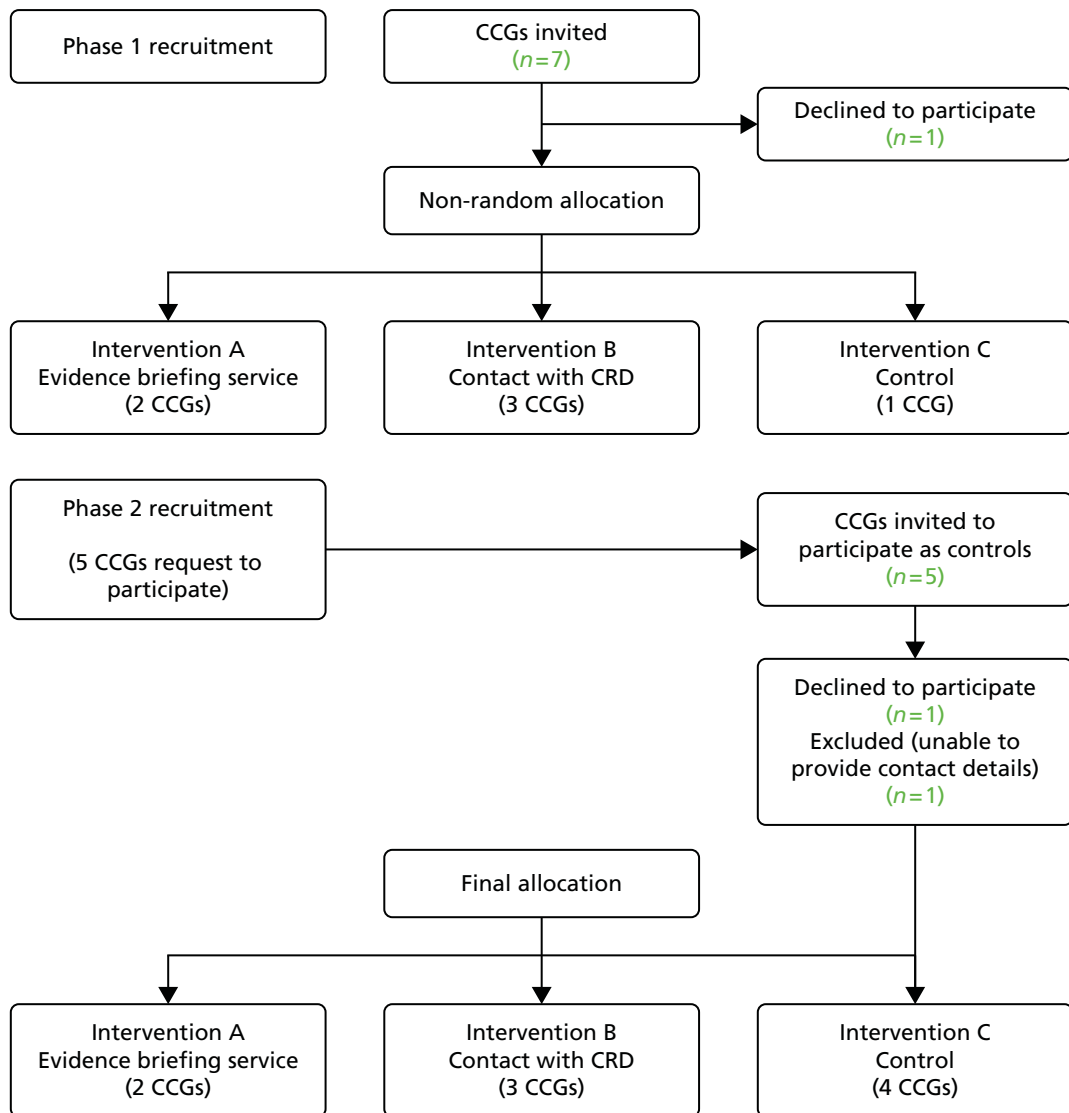 Phase 1 recruitment
CCGs invited
(n=7)
Declined to participate
(n=1)
Non-random allocation
Intervention A
Evidence briefing service
(2 CCGs)
Intervention B
Contact with CRD
(3 CCGs)
Intervention C
Control
(1 CCG)
Phase 2 recruitment
(5 CCGs request to
participate)
CCGs invited to
participate as controls
(n=5)
Declined to participate
(n=1)
Excluded (unable to
provide contact details)
(n=1)
Final allocation
Intervention A
Evidence briefing service
(2 CCGs)
Intervention B
Contact with CRD
(3 CCGs)
Intervention C
Control
(4 CCGs)